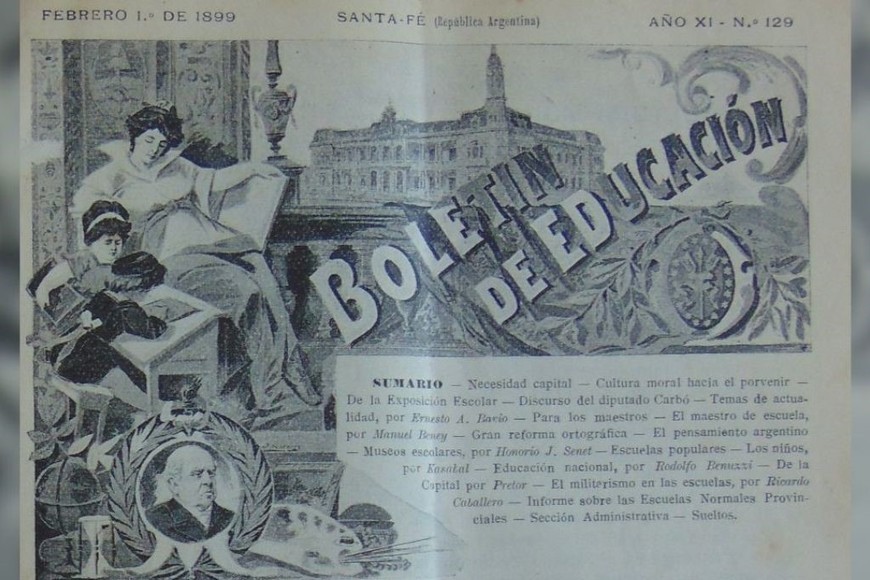 FEBRERO 1.º DE 1899
SANTA-FÉ (República Argentina)
AÑO XI - N.º 129
BOLETIN
DE EDUCACIÓN
SUMARIO — Necesidad capital — Cultura moral hacia el porvenir —
De la Exposición Escolar — Discurso del diputado Carbó — Temas de actua-
lidad, por Ernesto A. Bavio — Para los maestros — El maestro de escuela,
por Manuel — Gran reforma ortográfica — El pensamiento argentino
— Museos escolares, por Honorio J. Senet — Escuelas populares — Los niños,
por Kasabal — Educación nacional, por Rodolfo Benuzzi — De la
Capital por Pretor — El militerismo en las escuelas, por Ricardo
Caballero — Informe sobre las Escuelas Normales Provin-
ciales — Sección Administrativa — Sueltos.